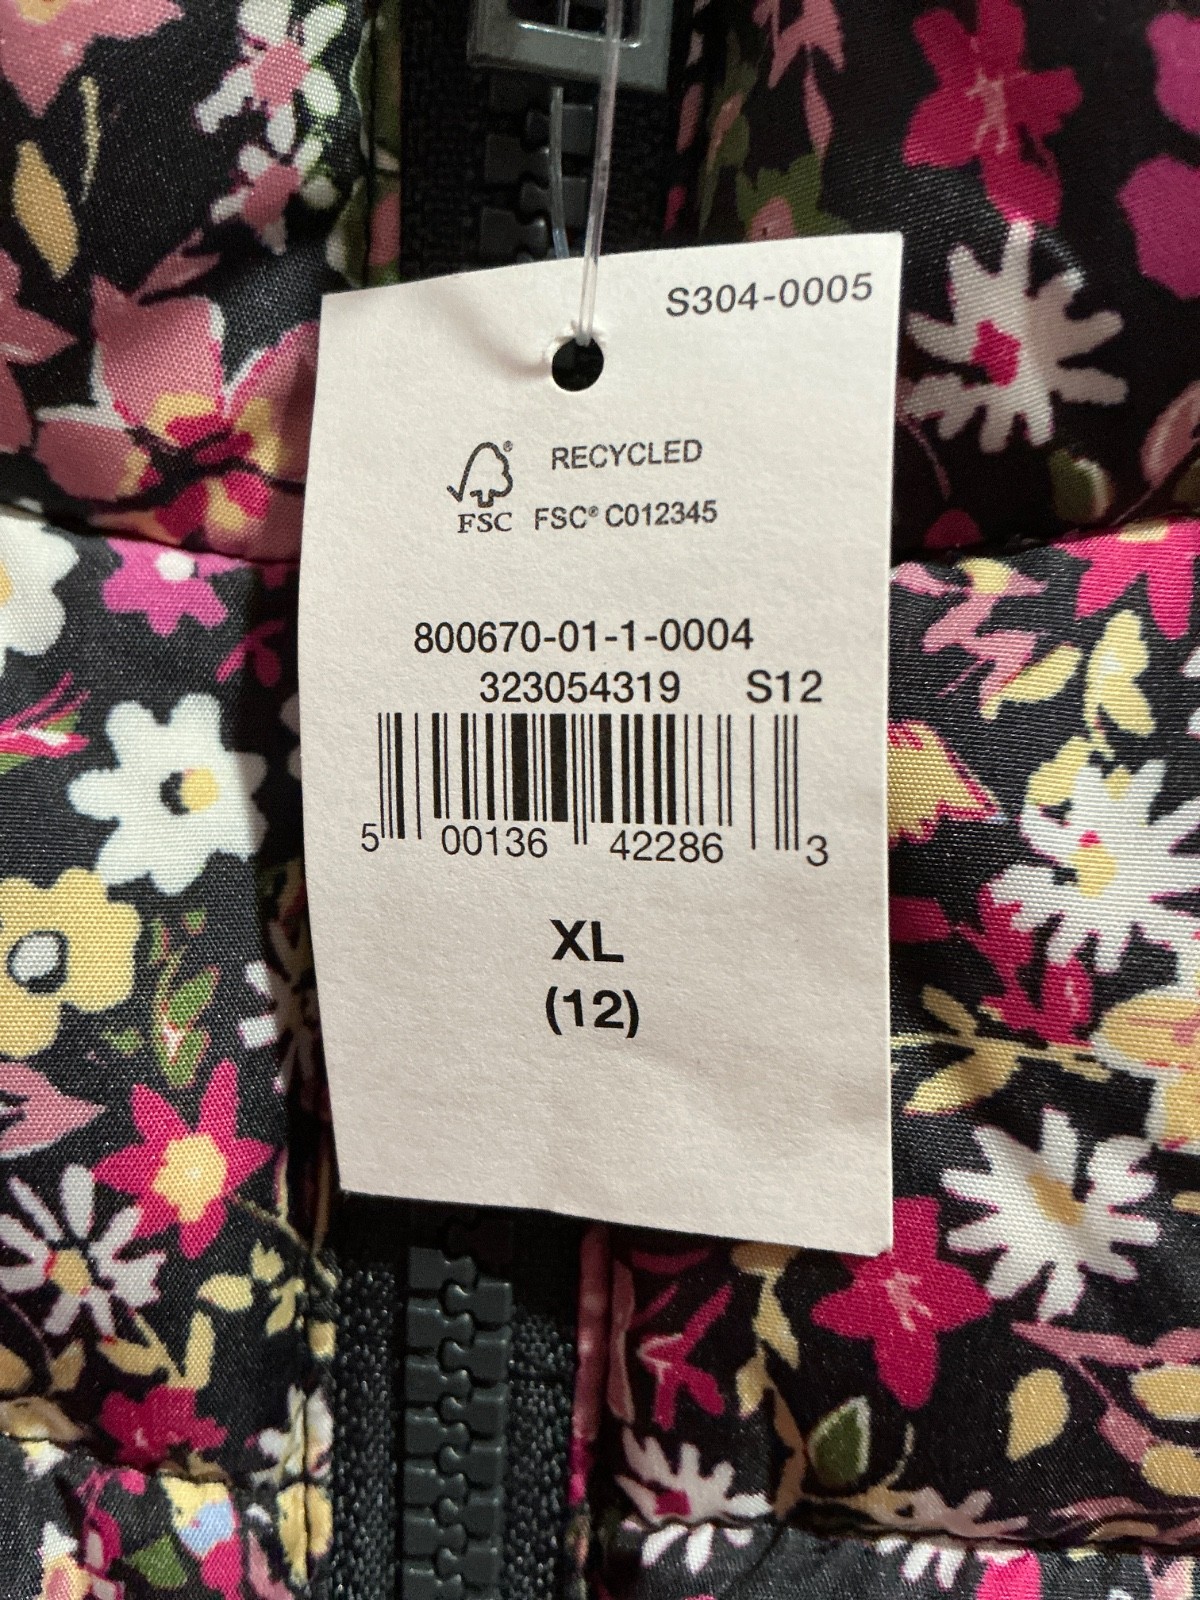 S304-0005
RECYCLED
FSC® C012345
FSC
800670-01-1-0004
323054319 S12
5 00136 42286 3
XL
(12)